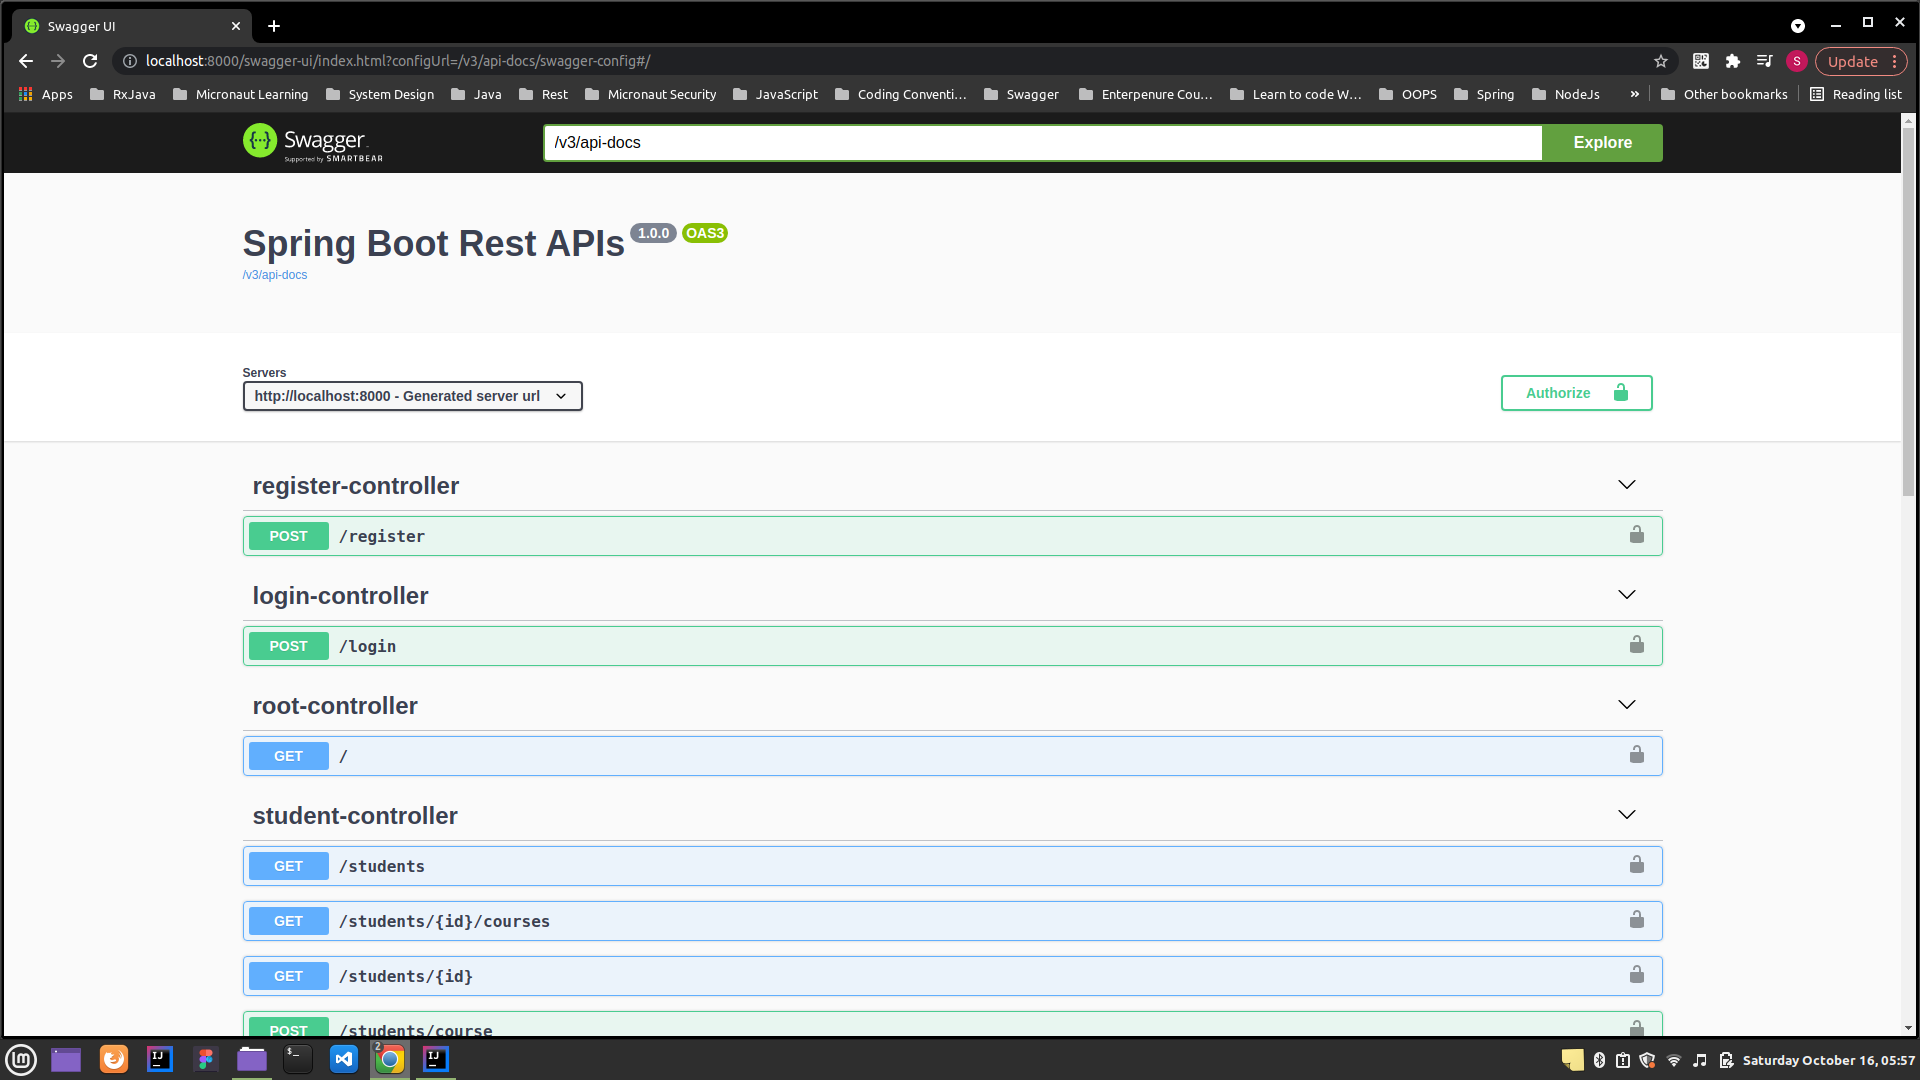 Swagger UI
localhost:8000/swagger-ui/index.html?configUrl=/v3/api-docs/swagger-config#/
S
Update
Apps
RxJava
Micronaut Learning
System Design
Java
Rest
Micronaut Security
JavaScript
Coding Conventi...
Swagger
Enterpenure Cou...
Learn to code W...
OOPS
Spring
NodeJs
»
Other bookmarks
Reading list
{···} Swagger
Supported by SMARTBEAR
/v3/api-docs
Explore
Spring Boot Rest APIs 1.0.0 OAS3
/v3/api-docs
Servers
http://localhost:8000 - Generated server url
Authorize
register-controller
POST /register
login-controller
POST /login
root-controller
GET /
student-controller
GET /students
GET /students/{id}/courses
GET /students/{id}
POST /students/course
lm
IJ
$_
2
IJ
Saturday October 16, 05:57